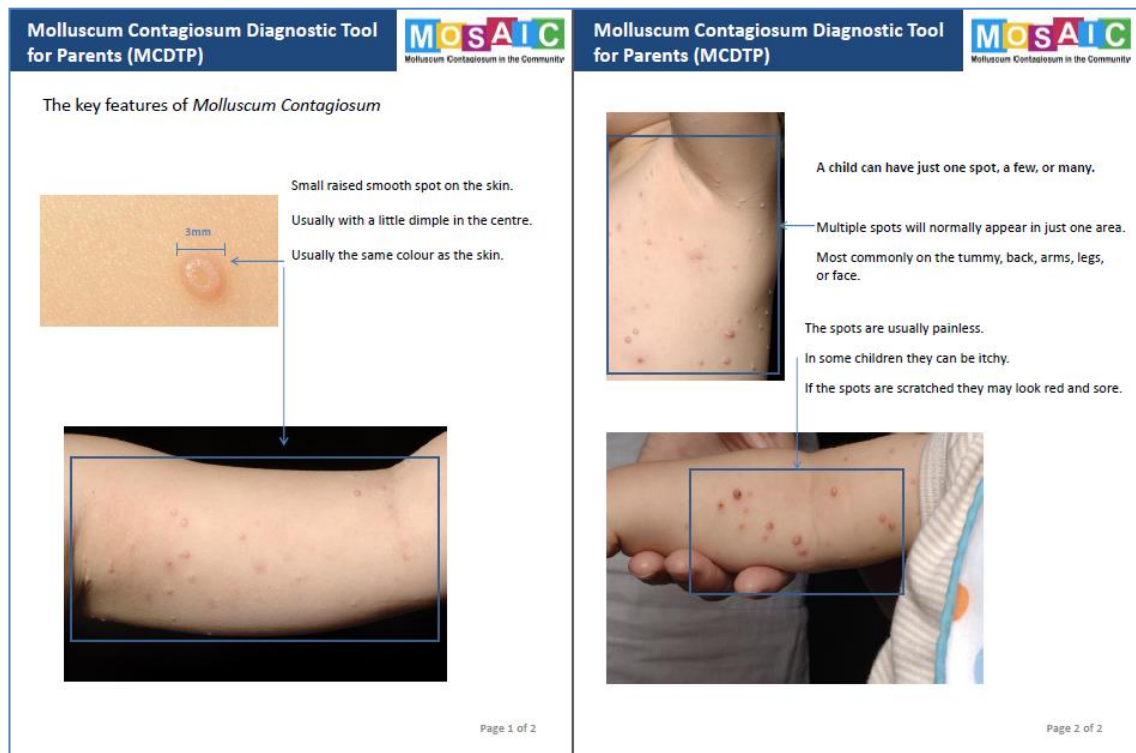 Molluscum Contagiosum Diagnostic Tool
for Parents (MCDTP)
MOSAIC
Molluscum Contagiosum in the Community
The key features of Molluscum Contagiosum
Small raised smooth spot on the skin.
Usually with a little dimple in the centre.
Usually the same colour as the skin.
3mm
Page 1 of 2
Molluscum Contagiosum Diagnostic Tool
for Parents (MCDTP)
MOSAIC
Molluscum Contagiosum in the Community
A child can have just one spot, a few, or many.
Multiple spots will normally appear in just one area.
Most commonly on the tummy, back, arms, legs,
or face.
The spots are usually painless.
In some children they can be itchy.
If the spots are scratched they may look red and sore.
Page 2 of 2